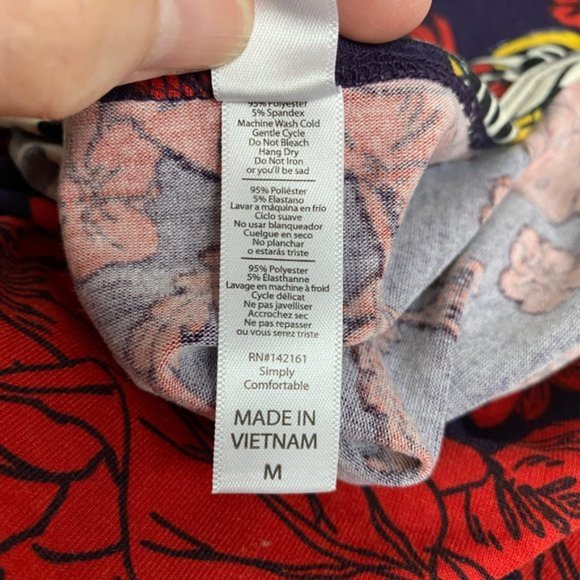 95% Polyester
5% Spandex
Machine Wash Cold
Gentle Cycle
Do Not Bleach
Hang Dry
Do Not Iron
or you'll be sad
95% Poliéster
5% Elastano
Lavar a máquina en frío
Ciclo suave
No usar blanqueador
Cuelgue en seco
No planchar
o estarás triste
95% Polyester
5% Élasthanne
Lavage en machine à froid
Cycle délicat
Ne pas javelliser
Accrochez sec
Ne pas repasser
ou vous serez triste
RN#142161
Simply
Comfortable
MADE IN
VIETNAM
M